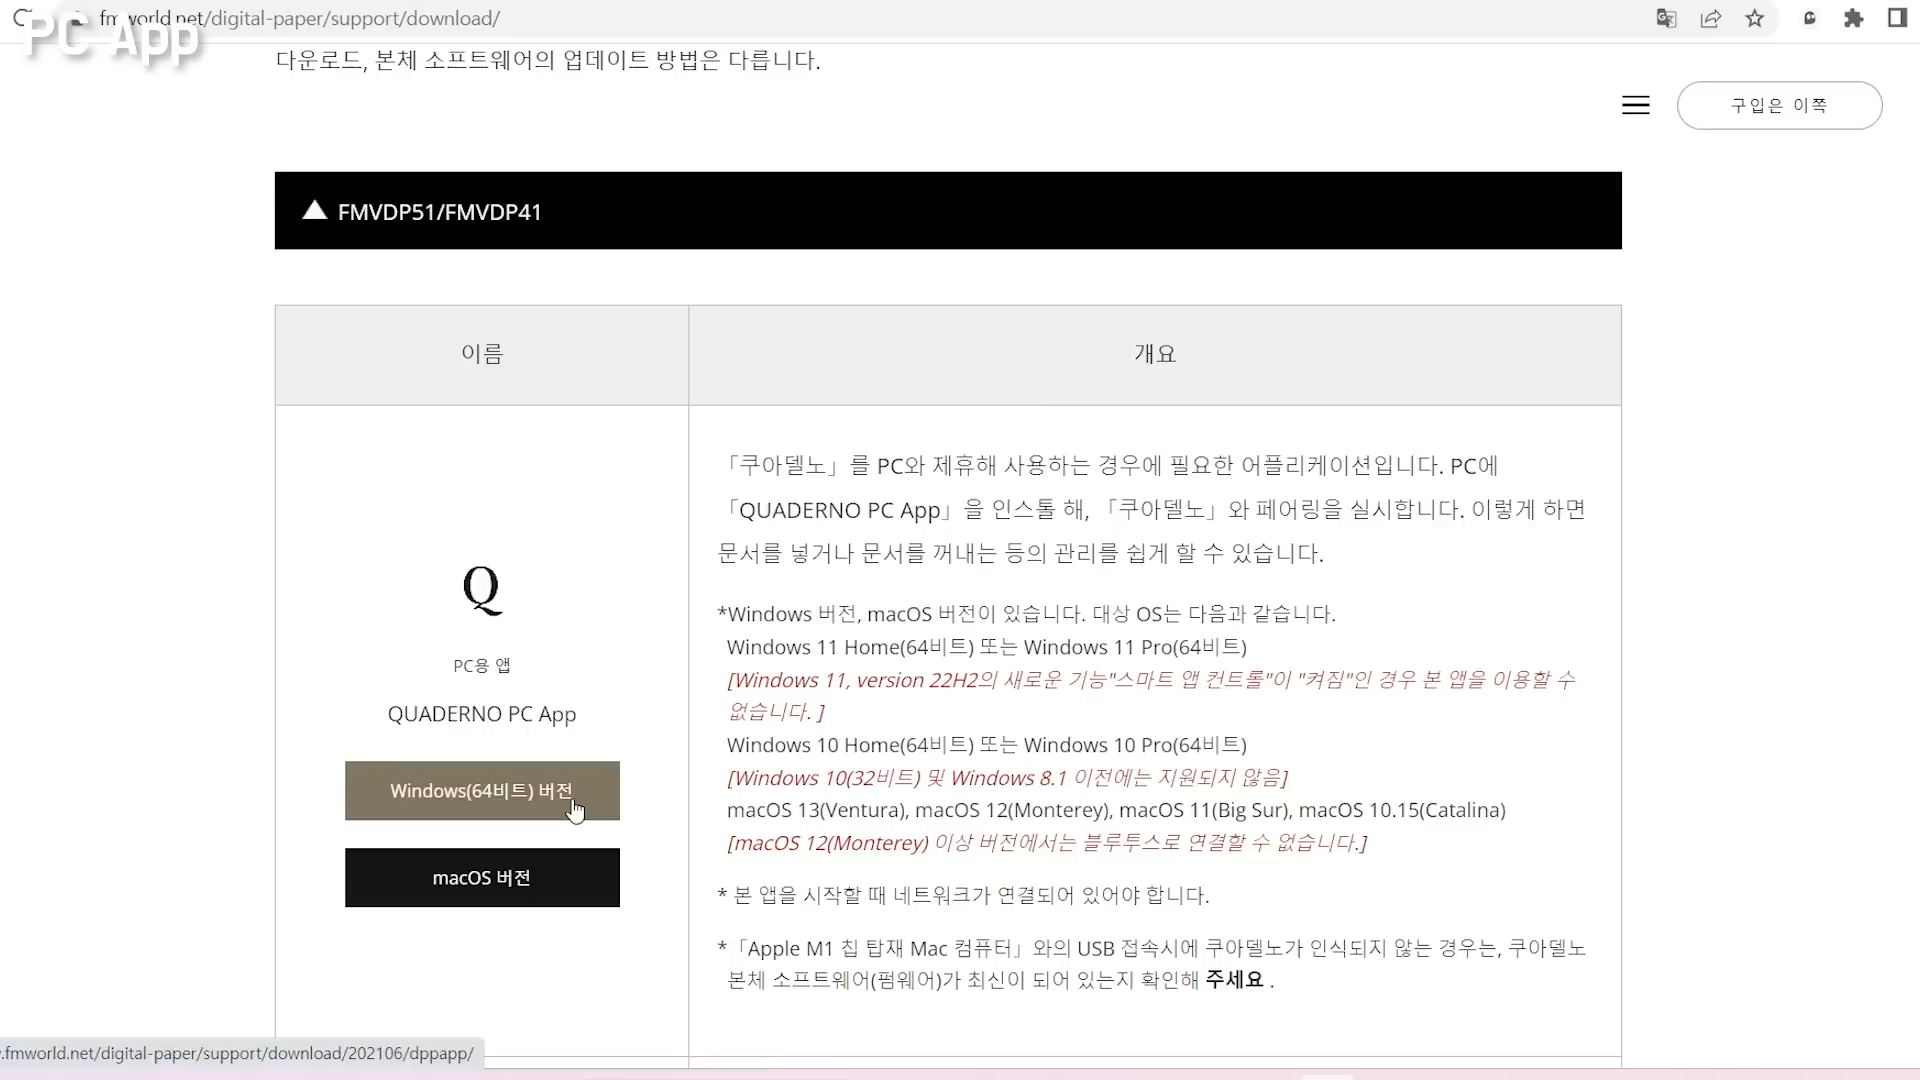 fmworld.net/digital-paper/support/download/
PC App
다운로드, 본체 소프트웨어의 업데이트 방법은 다릅니다.
구입은 이쪽
FMVDP51/FMVDP41
이름
개요
「쿠아델노」를 PC와 제휴해 사용하는 경우에 필요한 어플리케이션입니다. PC에
「QUADERNO PC App」을 인스톨 해, 「쿠아델노」와 페어링을 실시합니다. 이렇게 하면
문서를 넣거나 문서를 꺼내는 등의 관리를 쉽게 할 수 있습니다.
Q
PC용 앱
QUADERNO PC App
Windows(64비트) 버전
macOS 버전
*Windows 버전, macOS 버전이 있습니다. 대상 OS는 다음과 같습니다.
Windows 11 Home(64비트) 또는 Windows 11 Pro(64비트)
[Windows 11, version 22H2의 새로운 기능"스마트 앱 컨트롤"이 "켜짐"인 경우 본 앱을 이용할 수
없습니다. ]
Windows 10 Home(64비트) 또는 Windows 10 Pro(64비트)
[Windows 10(32비트) 및 Windows 8.1 이전에는 지원되지 않음]
macOS 13(Ventura), macOS 12(Monterey), macOS 11(Big Sur), macOS 10.15(Catalina)
[macOS 12(Monterey) 이상 버전에서는 블루투스로 연결할 수 없습니다.]
* 본 앱을 시작할 때 네트워크가 연결되어 있어야 합니다.
*「Apple M1 칩 탑재 Mac 컴퓨터」와의 USB 접속시에 쿠아델노가 인식되지 않는 경우는, 쿠아델노
본체 소프트웨어(펌웨어)가 최신이 되어 있는지 확인해 주세요 .
.fmworld.net/digital-paper/support/download/202106/dppapp/